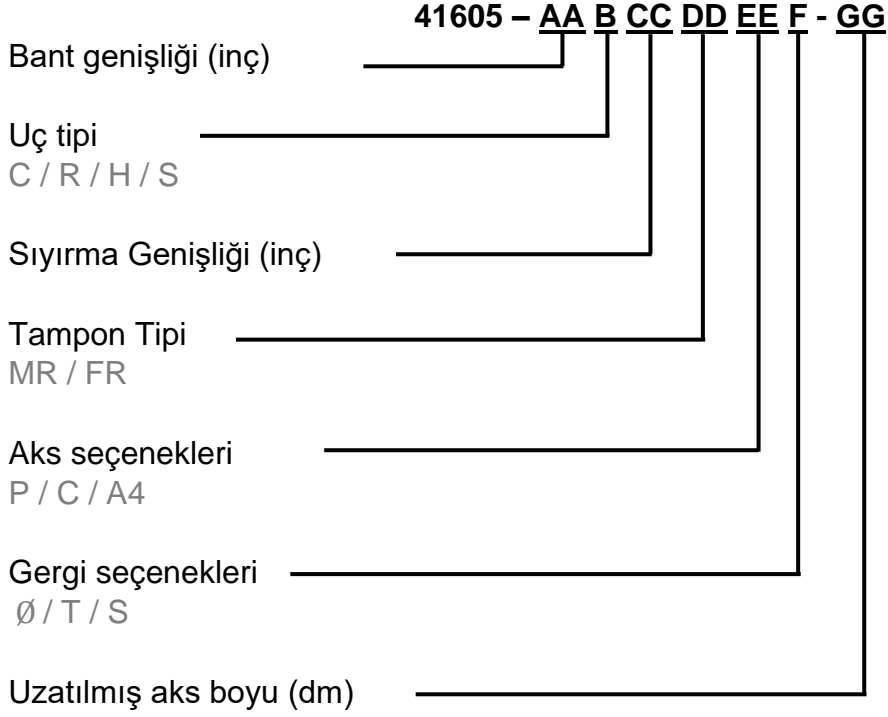 41605 – AA B CC DD EE F - GG
Bant genişliği (inç)
Uç tipi
C / R / H / S
Sıyırma Genişliği (inç)
Tampon Tipi
MR / FR
Aks seçenekleri
P / C / A4
Gergi seçenekleri
Ø / T / S
Uzatılmış aks boyu (dm)